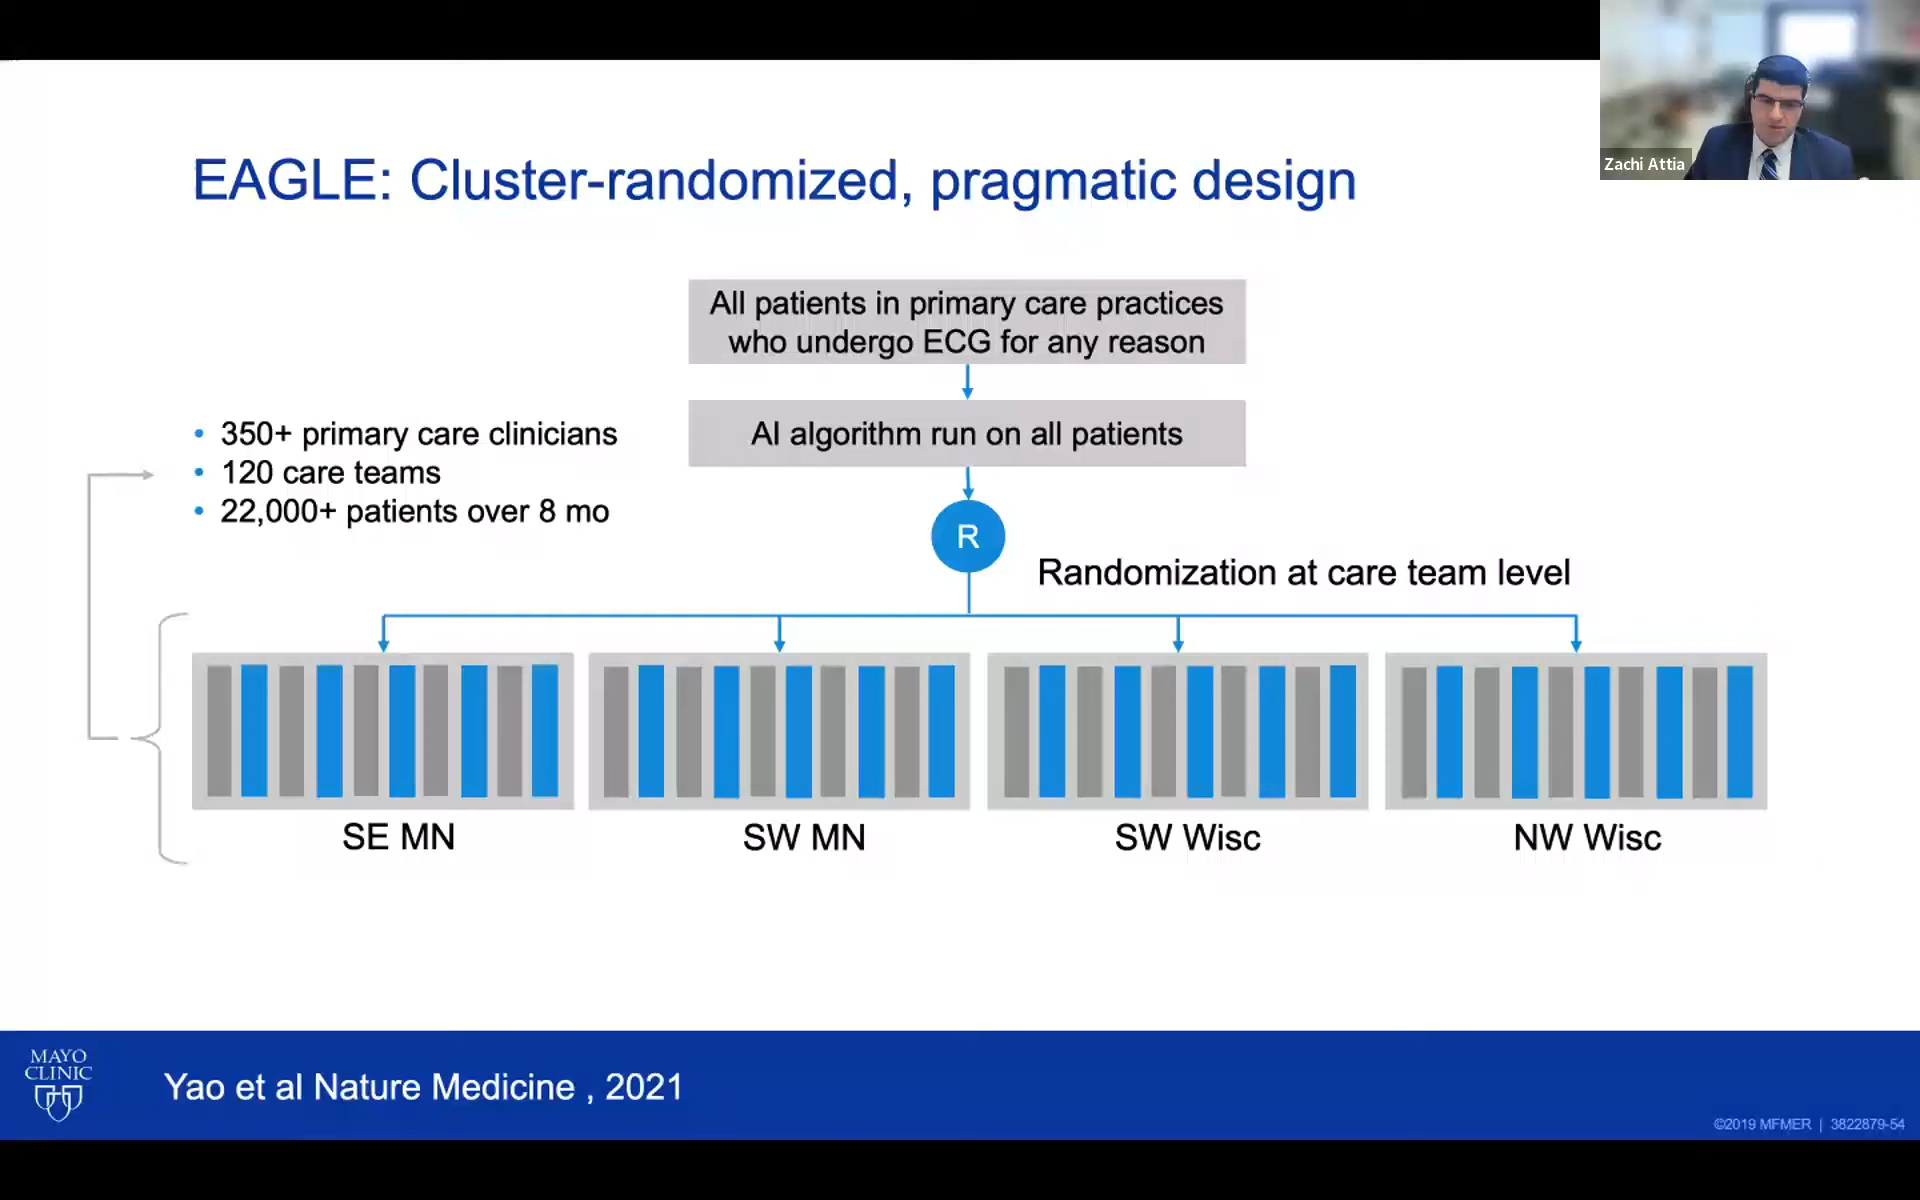 Zachi Attia
EAGLE: Cluster-randomized, pragmatic design
All patients in primary care practices
who undergo ECG for any reason
• 350+ primary care clinicians
• 120 care teams
• 22,000+ patients over 8 mo
AI algorithm run on all patients
R
Randomization at care team level
SE MN
SW MN
SW Wisc
NW Wisc
MAYO
CLINIC
Yao et al Nature Medicine , 2021
©2019 MFMER | 3822879-54